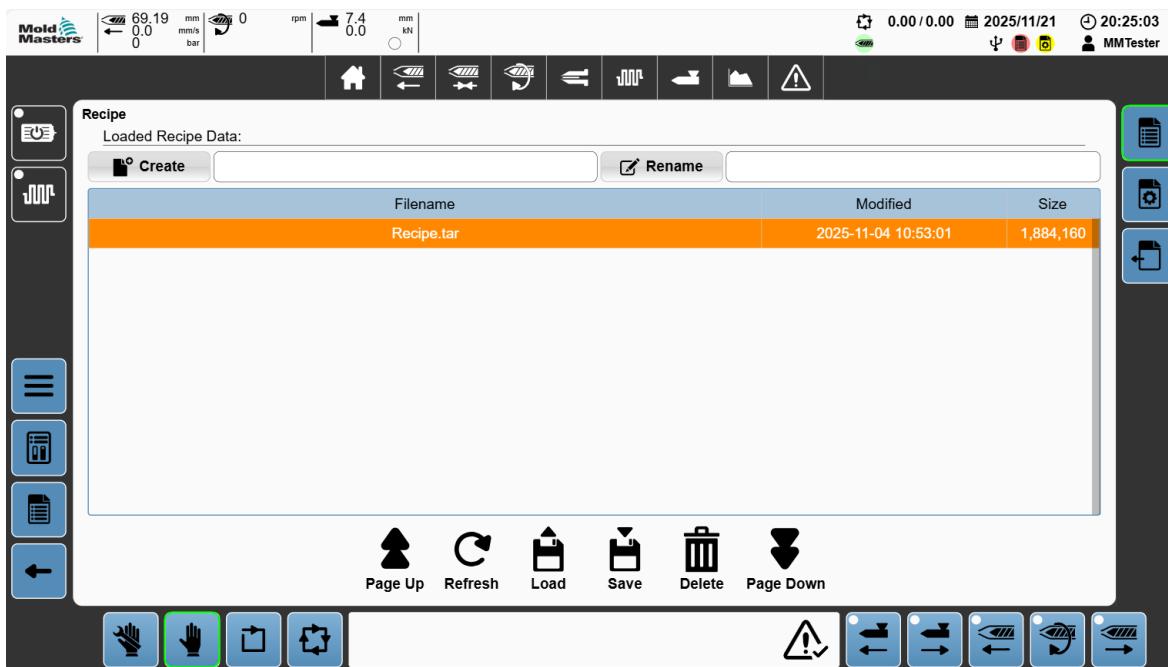 Mold Masters
69.19 mm
0.0 mm/s
0 bar
0 rpm
7.4 mm
0.0 kN
0.00 / 0.00
2025/11/21
20:25:03
MMTester
Recipe
Loaded Recipe Data:
Create
Rename
Filename Modified Size
Recipe.tar 2025-11-04 10:53:01 1,884,160
Page Up Refresh Load Save Delete Page Down